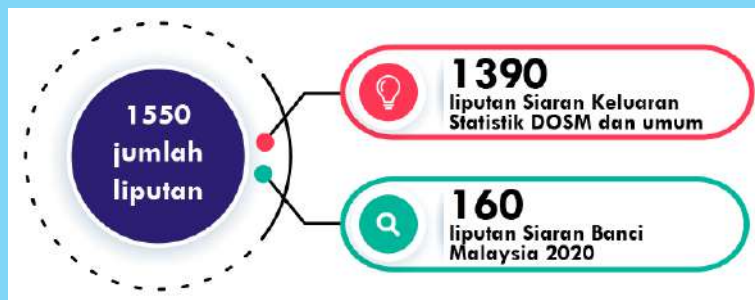 1550
jumlah
liputan
1390
liputan Siaran Keluaran
Statistik DOSM dan umum
160
liputan Siaran Banci
Malaysia 2020